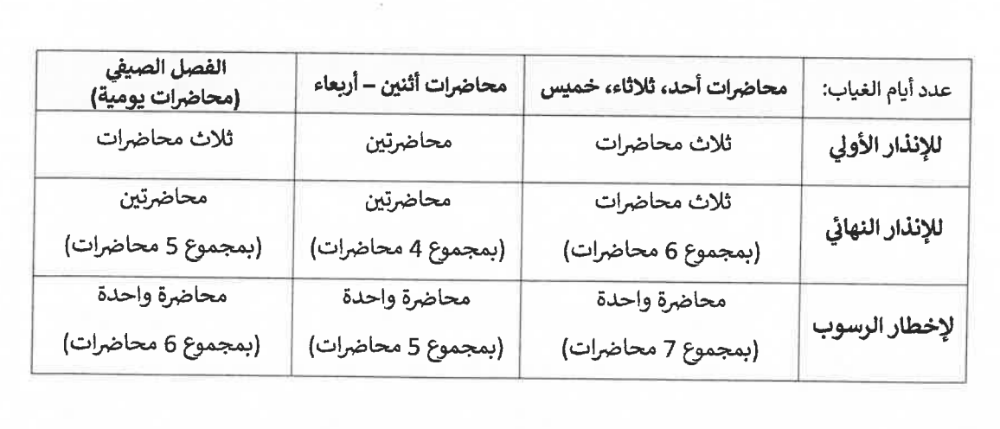 عدد أيام الغياب:
محاضرات أحد، ثلاثاء، خميس
محاضرات أثنين – أربعاء
الفصل الصيفي
(محاضرات يومية)
للإنذار الأولي
ثلاث محاضرات
محاضرتين
ثلاث محاضرات
للإنذار النهائي
ثلاث محاضرات
(بمجموع 6 محاضرات)
محاضرتين
(بمجموع 4 محاضرات)
محاضرتين
(بمجموع 5 محاضرات)
لإخطار الرسوب
محاضرة واحدة
(بمجموع 7 محاضرات)
محاضرة واحدة
(بمجموع 5 محاضرات)
محاضرة واحدة
(بمجموع 6 محاضرات)